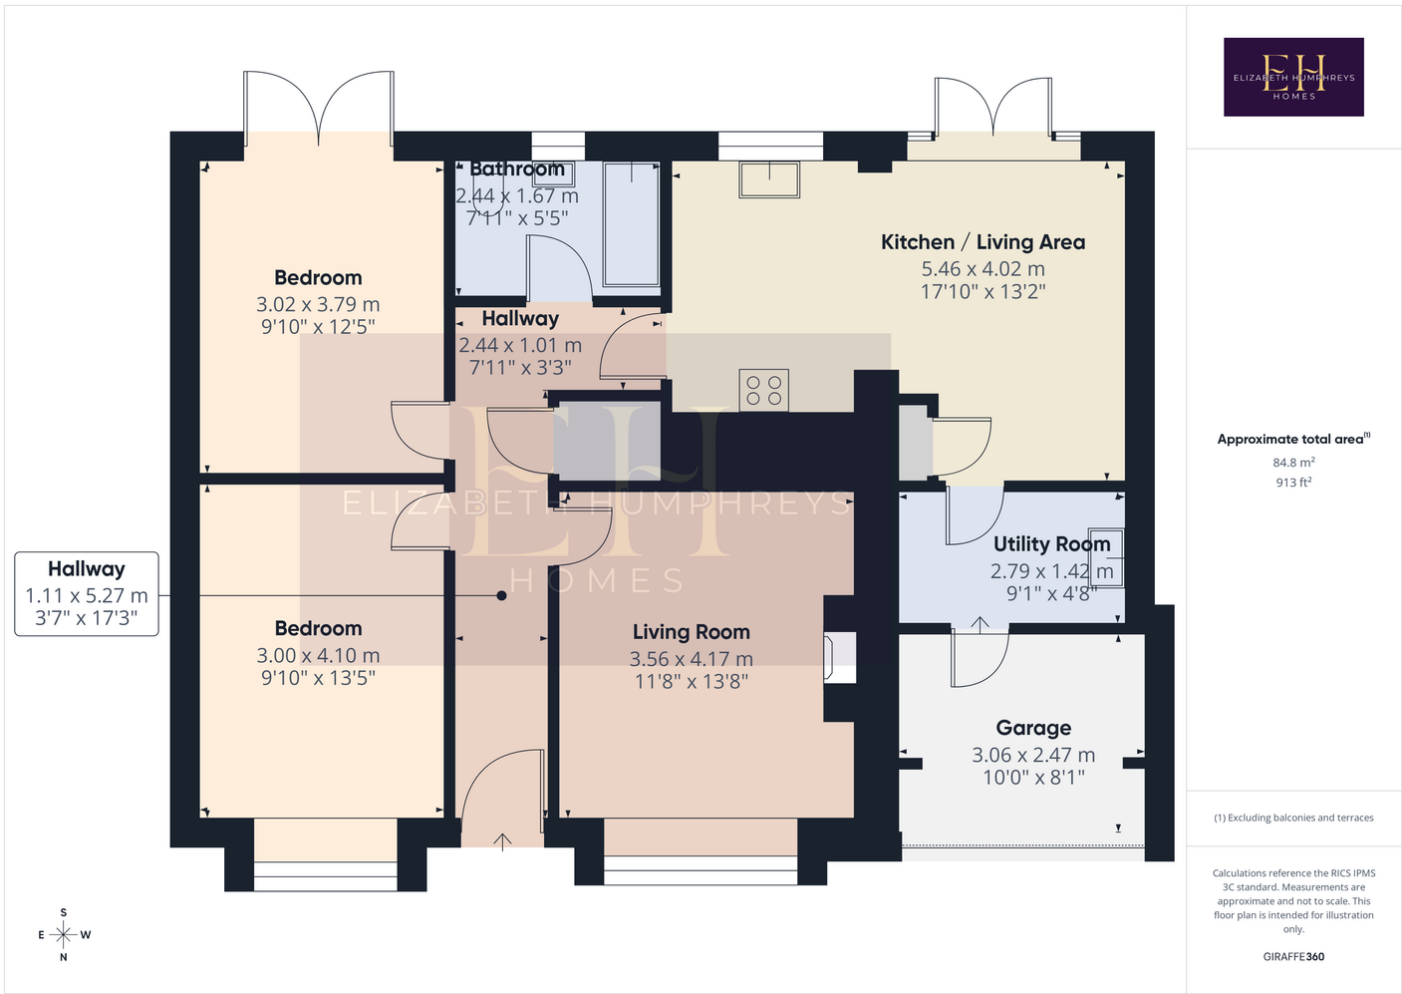 EH
ELIZABETH HUMPHREYS
HOMES
Bathroom
2.44 x 1.67 m
7'11" x 5'5"
Kitchen / Living Area
5.46 x 4.02 m
17'10" x 13'2"
Bedroom
3.02 x 3.79 m
9'10" x 12'5"
Hallway
2.44 x 1.01 m
7'11" x 3'3"
EH
ELIZABETH HUMPHREYS
HOMES
Hallway
1.11 x 5.27 m
3'7" x 17'3"
Utility Room
2.79 x 1.42 m
9'1" x 4'8"
Bedroom
3.00 x 4.10 m
9'10" x 13'5"
Living Room
3.56 x 4.17 m
11'8" x 13'8"
Garage
3.06 x 2.47 m
10'0" x 8'1"
S
E W
N
Approximate total area(1)
84.8 m²
913 ft²
(1) Excluding balconies and terraces
Calculations reference the RICS IPMS
3C standard. Measurements are
approximate and not to scale. This
floor plan is intended for illustration
only.
GIRAFFE360